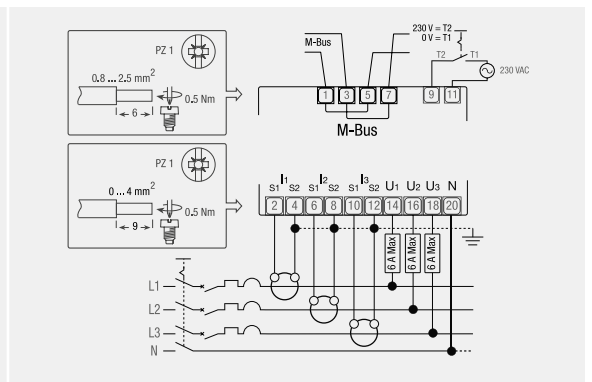 PZ 1
0.8 ... 2.5 mm²
6
0.5 Nm
M-Bus
230 V = T2
0 V = T1
T2 T1
230 VAC
1 3 5 7 9 11
M-Bus
PZ 1
0 ... 4 mm²
9
0.5 Nm
I1 I2 I3
S1 S2 S1 S2 S1 S2 U1 U2 U3 N
2 4 6 8 10 12 14 16 18 20
6 A Max 6 A Max 6 A Max
L1
L2
L3
N